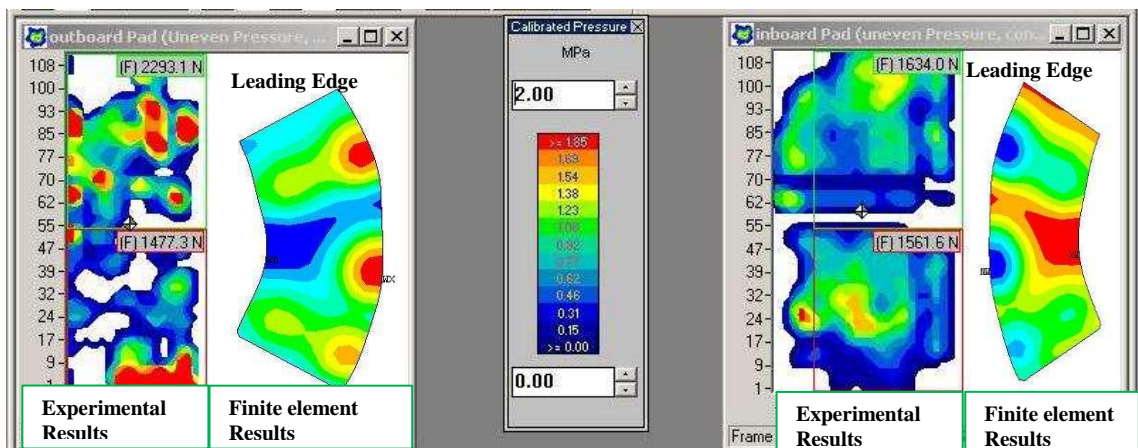 outboard Pad (Uneven Pressure, ...
108
100
93
85
77
70
62
55
47
39
32
24
17
9
1
(F) 2293.1 N
(F) 1477.3 N
Leading Edge
Experimental
Results
Finite element
Results
Calibrated Pressure
MPa
2.00
>= 1.85
1.69
1.54
1.38
1.23
1.08
0.92
0.77
0.62
0.46
0.31
0.15
>= 0.00
0.00
inboard Pad (uneven Pressure, con...
108
100
93
85
77
70
62
55
47
39
32
24
17
9
1
(F) 1634.0 N
(F) 1561.6 N
Leading Edge
Frame
Experimental
Results
Finite element
Results